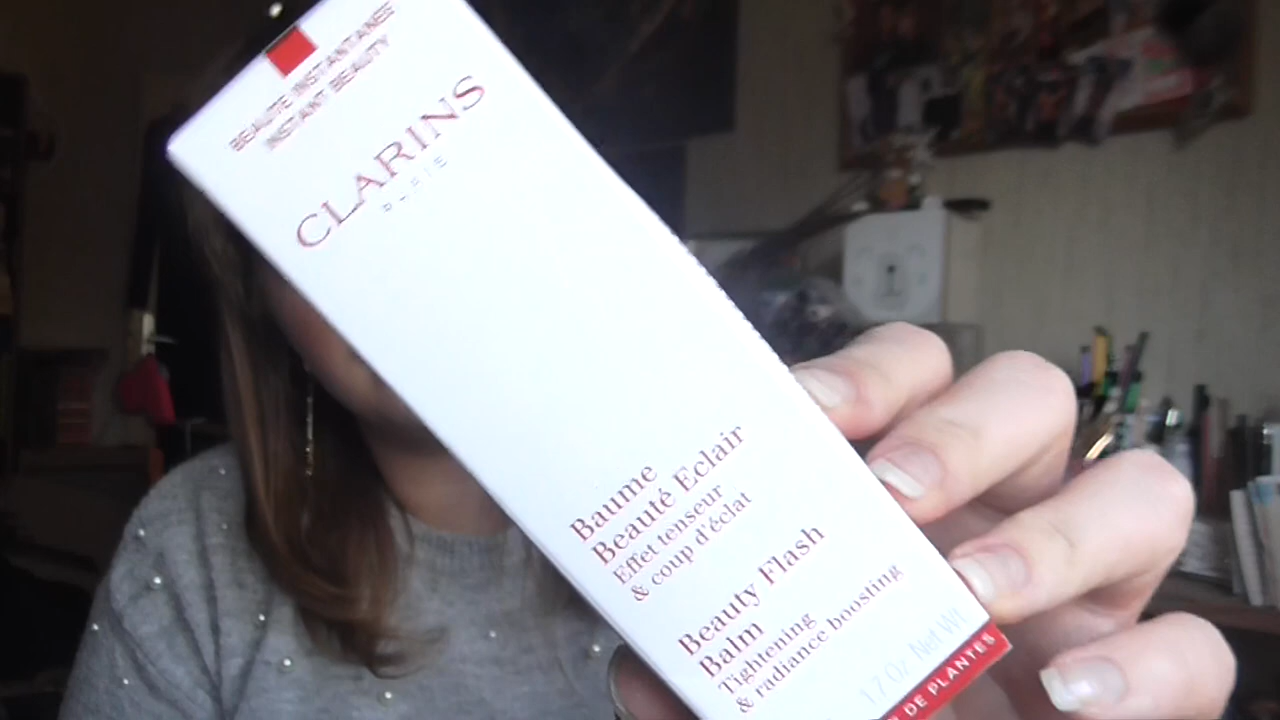 BEAUTÉ INSTANTANÉE
INSTANT BEAUTY
CLARINS
PARIS
Baume
Beauté Eclair
Effet tenseur
& coup d'éclat
Beauty Flash
Balm
Tightening
& radiance boosting
1.7 Oz Net Wt.
DE PLANTES